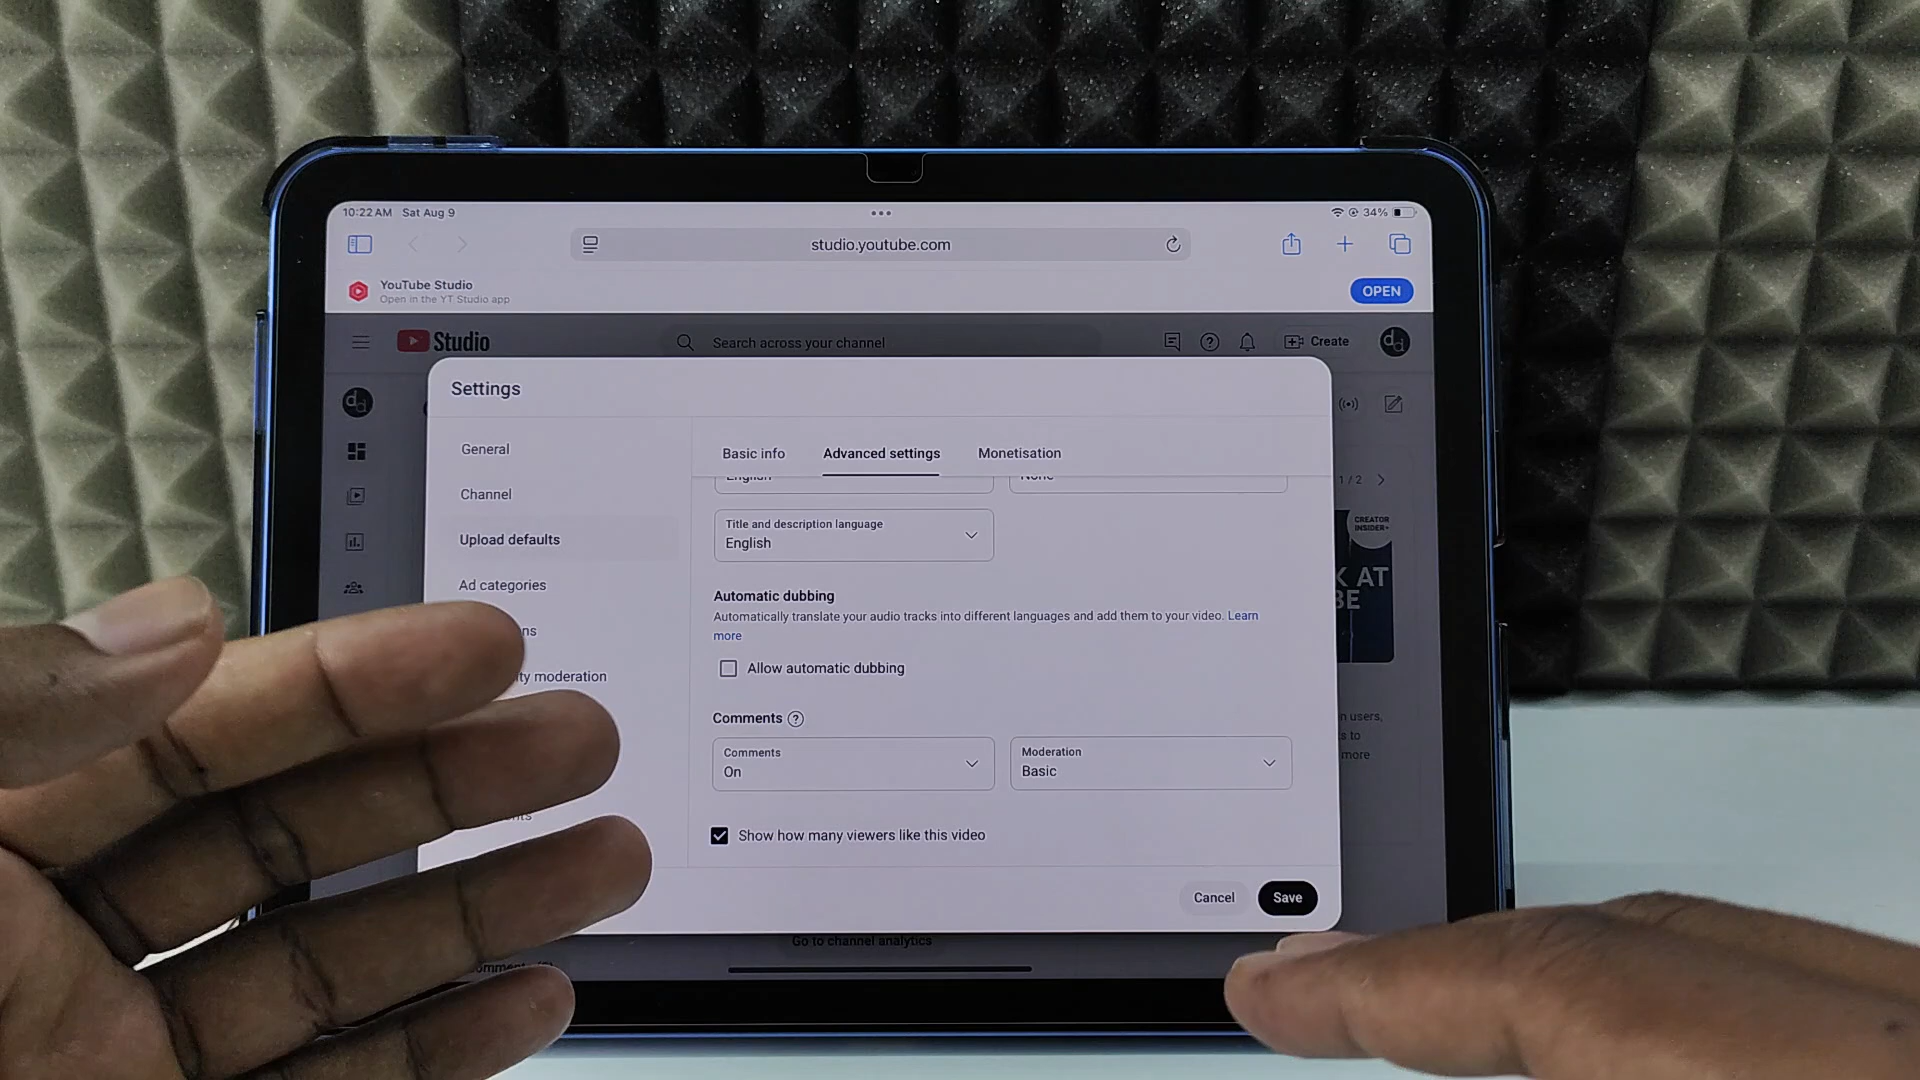 10:22 AM Sat Aug 9
34%
studio.youtube.com
YouTube Studio
Open in the YT Studio app
OPEN
Studio
Search across your channel
Create
Settings
General
Channel
Upload defaults
Ad categories
Basic info
Advanced settings
Monetisation
English
None
Title and description language
English
Automatic dubbing
Automatically translate your audio tracks into different languages and add them to your video. Learn
more
Allow automatic dubbing
Comments
Comments
On
Moderation
Basic
Show how many viewers like this video
Cancel
Save
moderation
1 / 2
CREATOR
INSIDER+
AT
users,
to
more
Go to channel analytics